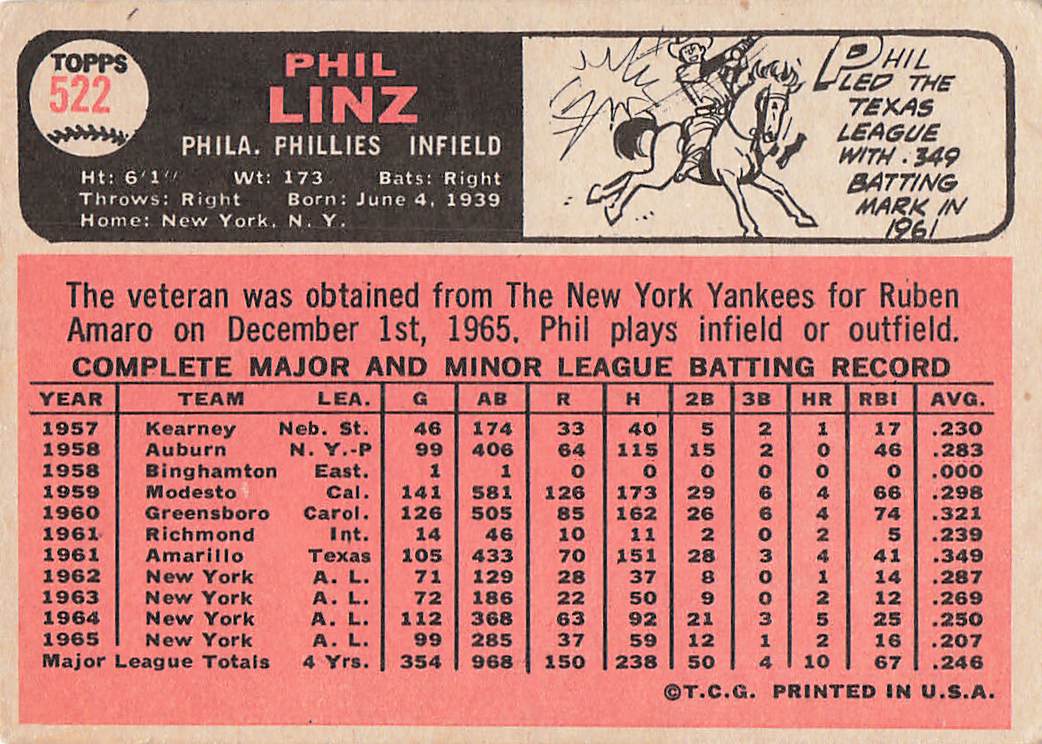 TOPPS
522
PHIL
LINZ
PHILA. PHILLIES INFIELD
Ht: 6'1" Wt: 173 Bats: Right
Throws: Right Born: June 4, 1939
Home: New York, N. Y.
PHIL
LED THE
TEXAS
LEAGUE
WITH .349
BATTING
MARK IN
1961
The veteran was obtained from The New York Yankees for Ruben
Amaro on December 1st, 1965. Phil plays infield or outfield.
COMPLETE MAJOR AND MINOR LEAGUE BATTING RECORD
YEAR TEAM LEA. G AB R H 2B 3B HR RBI AVG.
1957 Kearney Neb. St. 46 174 33 40 5 2 1 17 .230
1958 Auburn N. Y.-P 99 406 64 115 15 2 0 46 .283
1958 Binghamton East. 1 1 0 0 0 0 0 0 .000
1959 Modesto Cal. 141 581 126 173 29 6 4 66 .298
1960 Greensboro Carol. 126 505 85 162 26 6 4 74 .321
1961 Richmond Int. 14 46 10 11 2 0 2 5 .239
1961 Amarillo Texas 105 433 70 151 28 3 4 41 .349
1962 New York A. L. 71 129 28 37 8 0 1 14 .287
1963 New York A. L. 72 186 22 50 9 0 2 12 .269
1964 New York A. L. 112 368 63 92 21 3 5 25 .250
1965 New York A. L. 99 285 37 59 12 1 2 16 .207
Major League Totals 4 Yrs. 354 968 150 238 50 4 10 67 .246
©T.C.G. PRINTED IN U.S.A.